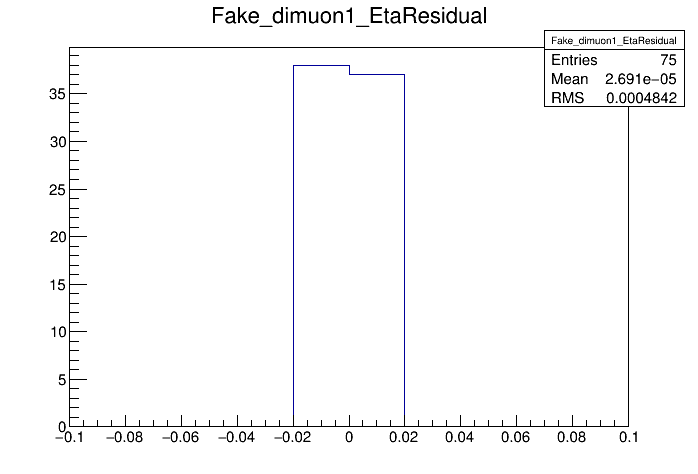 Fake_dimuon1_EtaResidual
Fake_dimuon1_EtaResidual
Entries 75
Mean 2.691e−05
RMS 0.0004842
35
30
25
20
15
10
5
0
−0.1 −0.08 −0.06 −0.04 −0.02 0 0.02 0.04 0.06 0.08 0.1